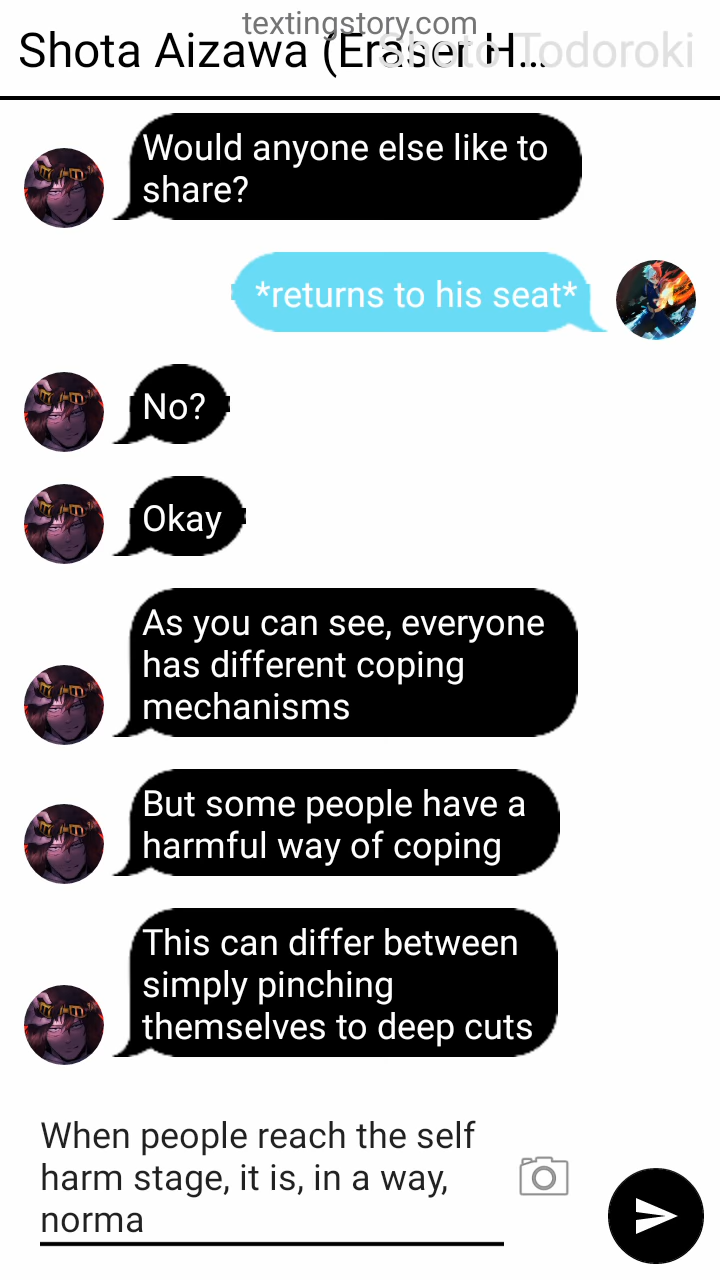 textingstory.com
Shota Aizawa (Eraser H...
Shoto Todoroki
Would anyone else like to
share?
*returns to his seat*
No?
Okay
As you can see, everyone
has different coping
mechanisms
But some people have a
harmful way of coping
This can differ between
simply pinching
themselves to deep cuts
When people reach the self
harm stage, it is, in a way,
norma